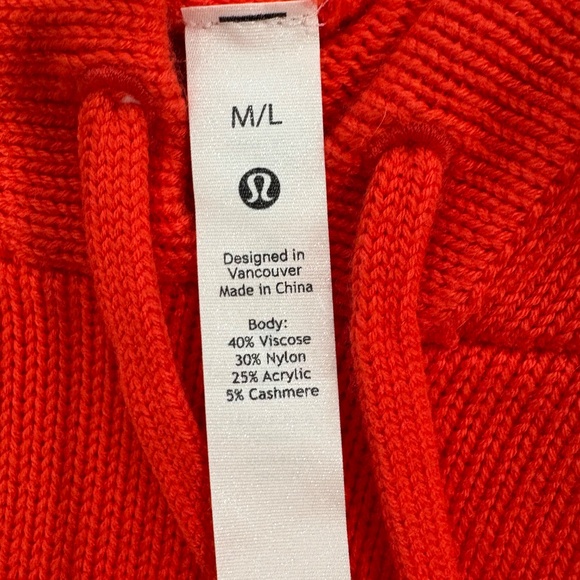 M/L
Designed in
Vancouver
Made in China
Body:
40% Viscose
30% Nylon
25% Acrylic
5% Cashmere